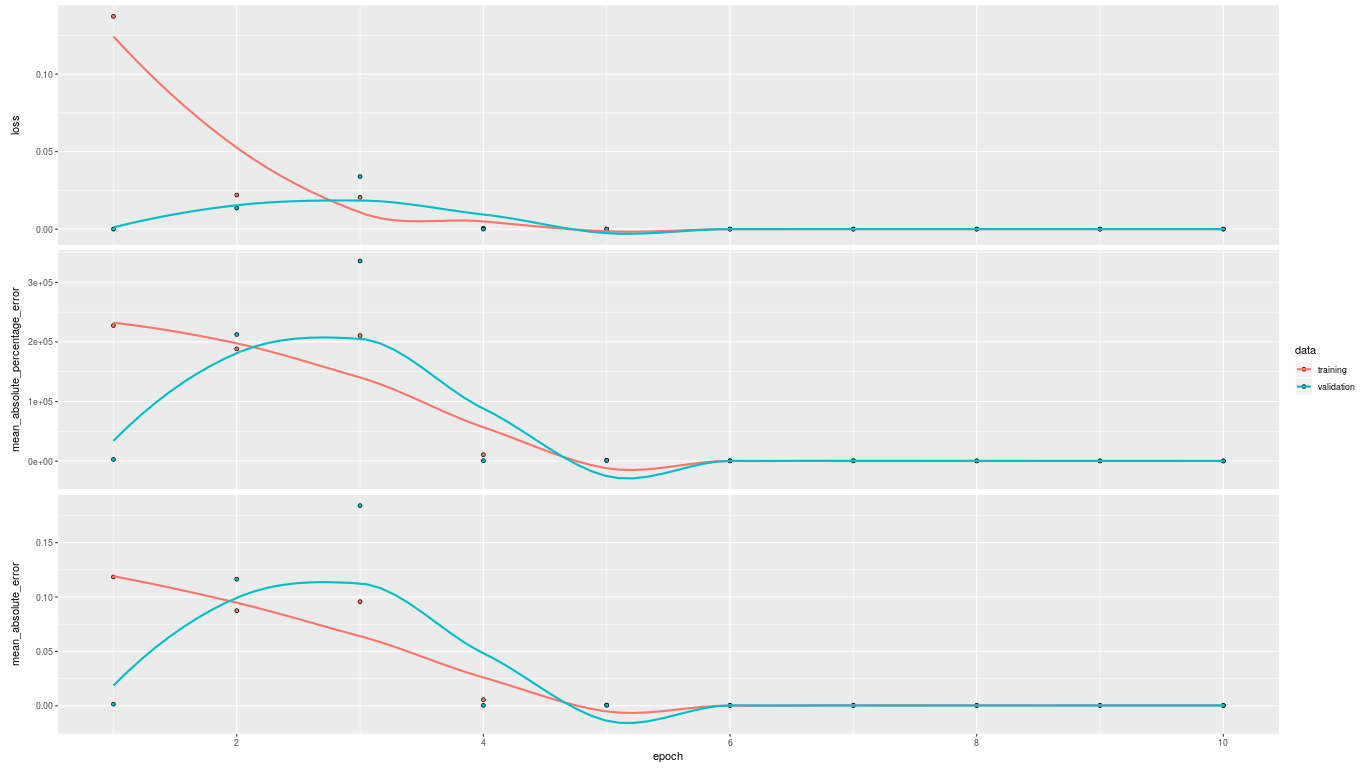 loss
0.10
0.05
0.00
mean_absolute_percentage_error
3e+05
2e+05
1e+05
0e+00
mean_absolute_error
0.15
0.10
0.05
0.00
2 4 6 8 10
epoch
data
training
validation